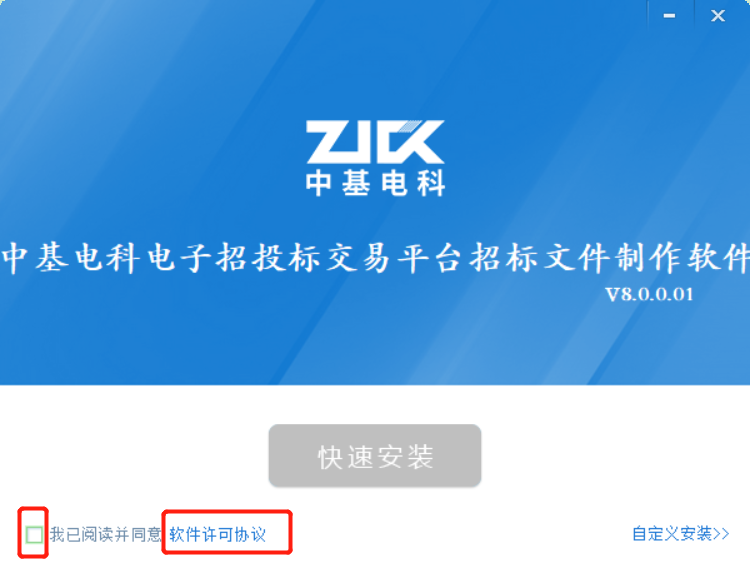 ZJCK
中基电科
中基电科电子招投标交易平台招标文件制作软件
V8.0.0.01
快速安装
我已阅读并同意 软件许可协议
自定义安装>>